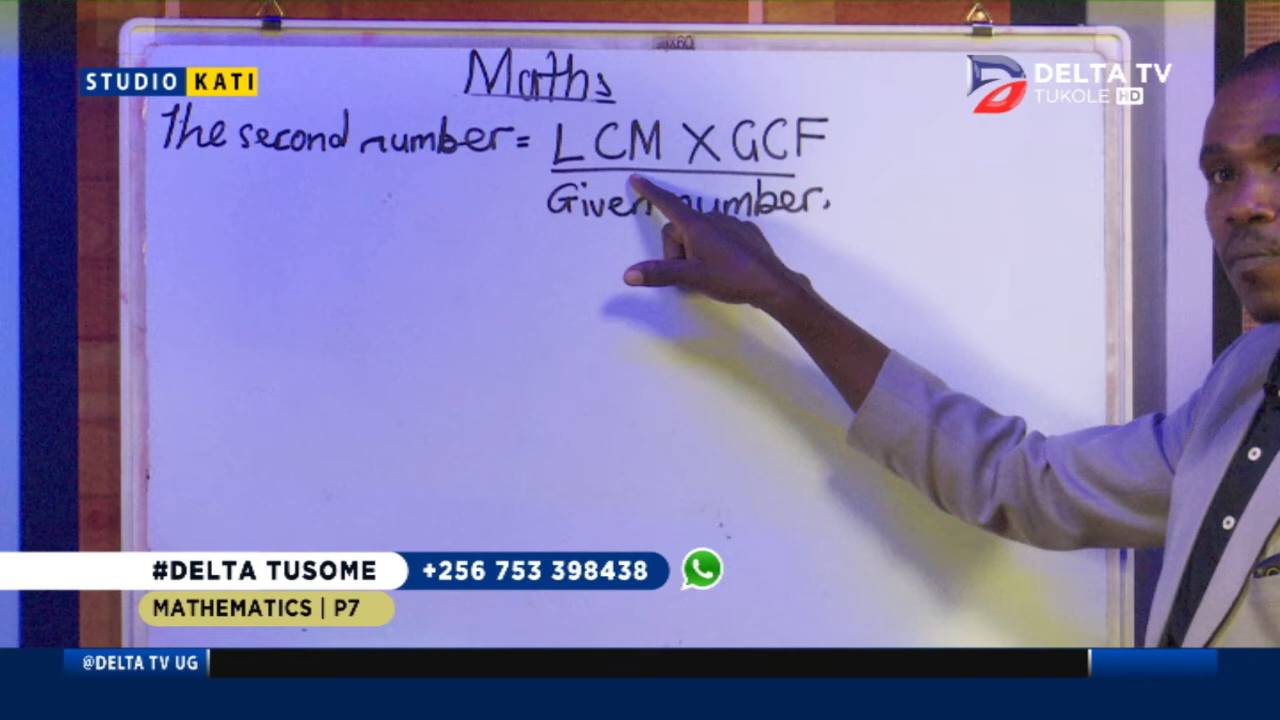 STUDIO KATI
DELTA TV
TUKOLE HD
Maths
The second number = LCM X GCF
Given number.
#DELTA TUSOME +256 753 398438
MATHEMATICS | P7
@DELTA TV UG